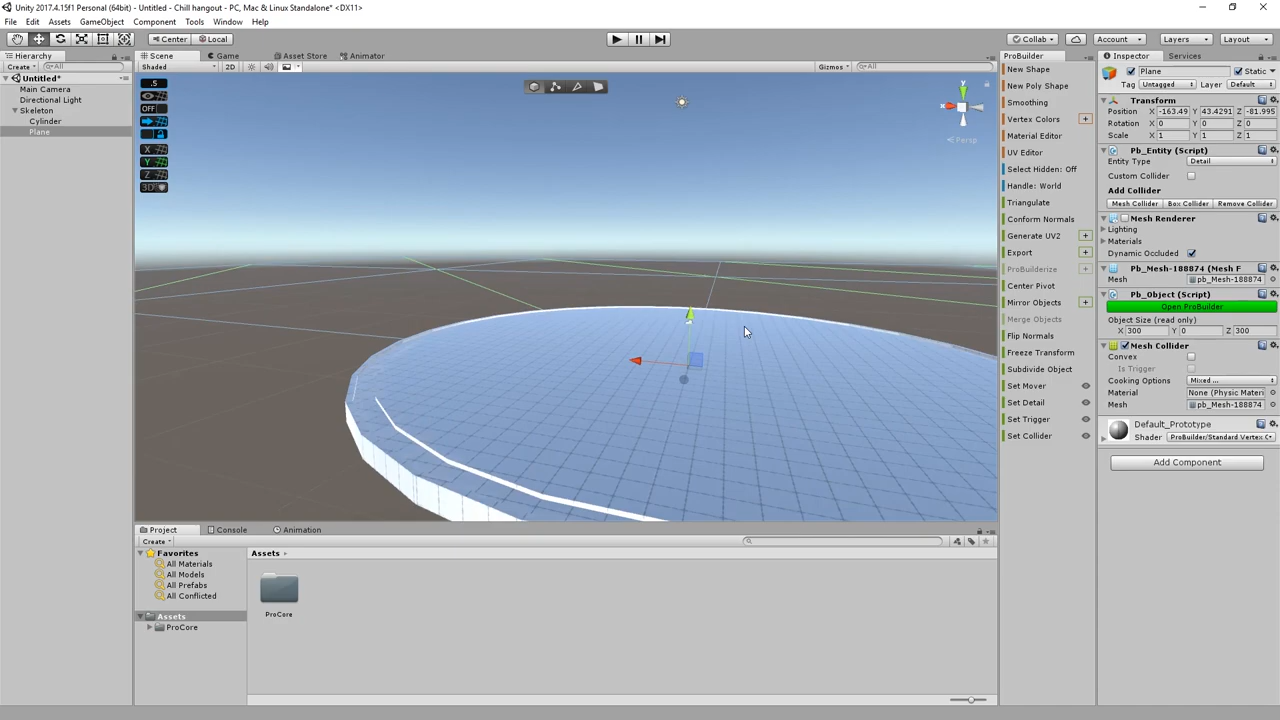 Unity 2017.4.15f1 Personal (64bit) - Untitled - Chill hangout - PC, Mac & Linux Standalone* <DX11>
File Edit Assets GameObject Component Tools Window Help
Center Local Collab Account Layers Layout
Hierarchy
Create All
Untitled*
Main Camera
Directional Light
Skeleton
Cylinder
Plane
Scene Game Asset Store Animator
Shaded 2D Gizmos All
.5
OFF
X
Y
Z
3D
y
x
Persp
ProBuilder
New Shape
New Poly Shape
Smoothing
Vertex Colors +
Material Editor
UV Editor
Select Hidden: Off
Handle: World
Triangulate
Conform Normals
Generate UV2 +
Export +
ProBuilderize +
Center Pivot
Mirror Objects +
Merge Objects
Flip Normals
Freeze Transform
Subdivide Object
Set Mover
Set Detail
Set Trigger
Set Collider
Inspector Services
Plane Static
Tag Untagged Layer Default
Transform
Position X -163.49 Y 43.4291 Z -81.995
Rotation X 0 Y 0 Z 0
Scale X 1 Y 1 Z 1
Pb_Entity (Script)
Entity Type Detail
Custom Collider
Add Collider
Mesh Collider Box Collider Remove Collider
Mesh Renderer
Lighting
Materials
Dynamic Occluded
Pb_Mesh-188874 (Mesh F
Mesh pb_Mesh-188874
Pb_Object (Script)
Open ProBuilder
Object Size (read only)
X 300 Y 0 Z 300
Mesh Collider
Convex
Is Trigger
Cooking Options Mixed ...
Material None (Physic Materi
Mesh pb_Mesh-188874
Default_Prototype
Shader ProBuilder/Standard Vertex C
Add Component
Project Console Animation
Create
Favorites
All Materials
All Models
All Prefabs
All Conflicted
Assets
ProCore
Assets
ProCore